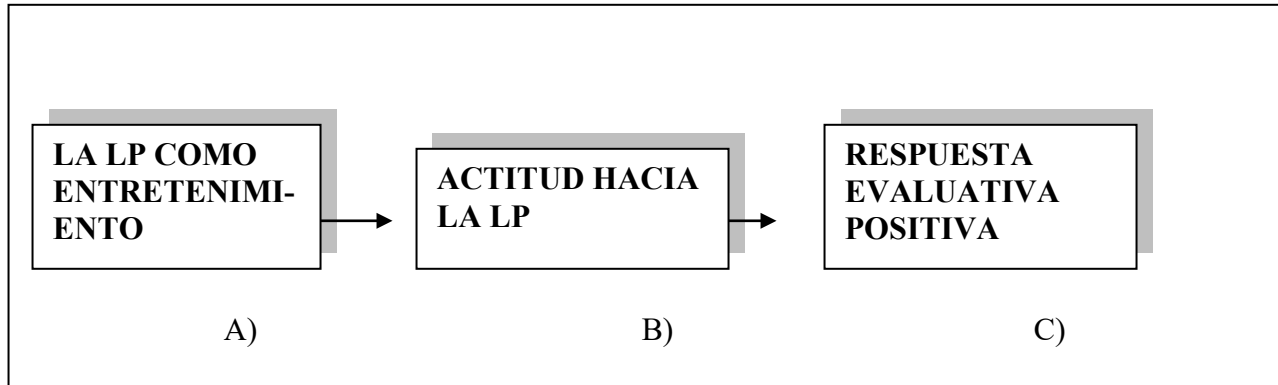 LA LP COMO
ENTRETENIMI-
ENTO
ACTITUD HACIA
LA LP
RESPUESTA
EVALUATIVA
POSITIVA
A)
B)
C)